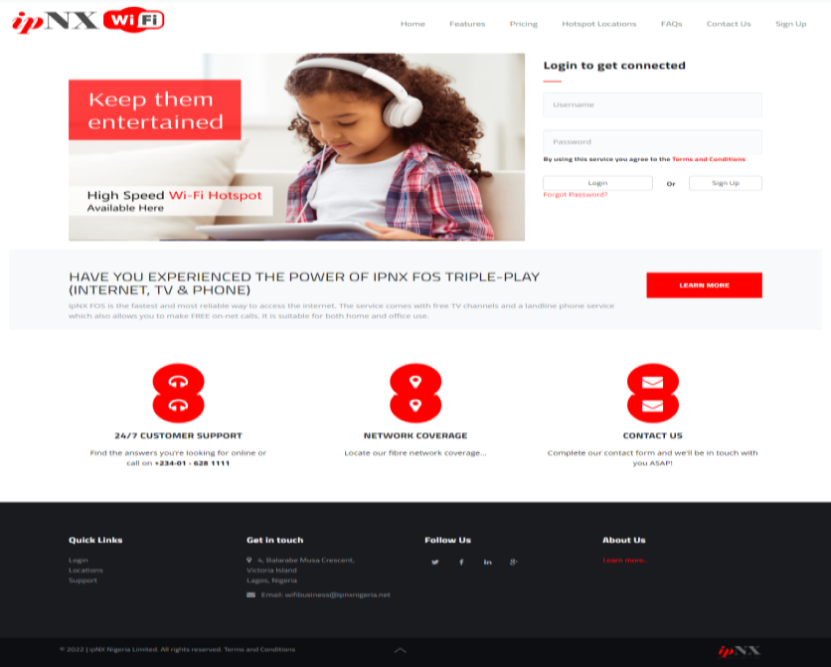 ipNX WiFi
Home Features Pricing Hotspot Locations FAQs Contact Us Sign Up
Keep them
entertained
High Speed Wi-Fi Hotspot
Available Here
Login to get connected
Username
Password
By using this service you agree to the Terms and Conditions
Login Or Sign Up
Forgot Password?
HAVE YOU EXPERIENCED THE POWER OF IPNX FOS TRIPLE-PLAY
(INTERNET, TV & PHONE)
ipNX FOS is the fastest and most reliable way to access the internet. The service comes with free TV channels and a landline phone service
which also allows you to make FREE on-net calls. It is suitable for both home and office use.
LEARN MORE
24/7 CUSTOMER SUPPORT
Find the answers you're looking for online or
call on +234-01 - 628 1111
NETWORK COVERAGE
Locate our fibre network coverage...
CONTACT US
Complete our contact form and we'll be in touch with
you ASAP!
Quick Links
Login
Locations
Support
Get in touch
4, Balarabe Musa Crescent,
Victoria Island
Lagos, Nigeria
Email: wifibusiness@ipnxnigeria.net
Follow Us
About Us
Learn more..
© 2022 | ipNX Nigeria Limited. All rights reserved. Terms and Conditions
ipNX